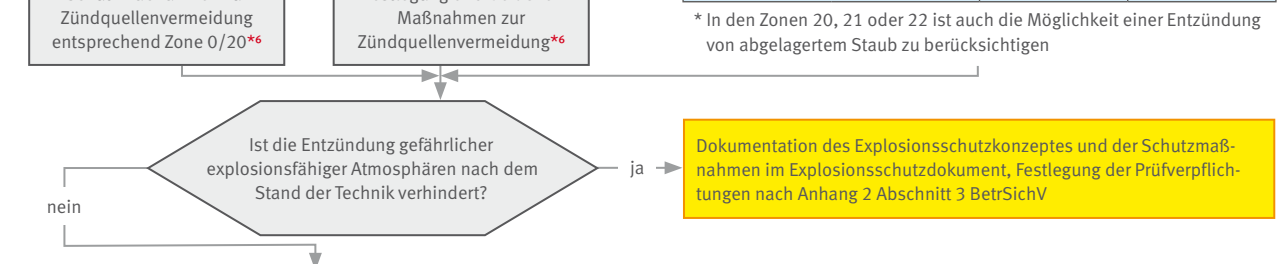 Zündquellenvermeidung
entsprechend Zone 0/20*6
Maßnahmen zur
Zündquellenvermeidung*6
* In den Zonen 20, 21 oder 22 ist auch die Möglichkeit einer Entzündung
von abgelagertem Staub zu berücksichtigen
Ist die Entzündung gefährlicher
explosionsfähiger Atmosphären nach dem
Stand der Technik verhindert?
ja
Dokumentation des Explosionsschutzkonzeptes und der Schutzmaß-
nahmen im Explosionsschutzdokument, Festlegung der Prüfverpflich-
tungen nach Anhang 2 Abschnitt 3 BetrSichV
nein